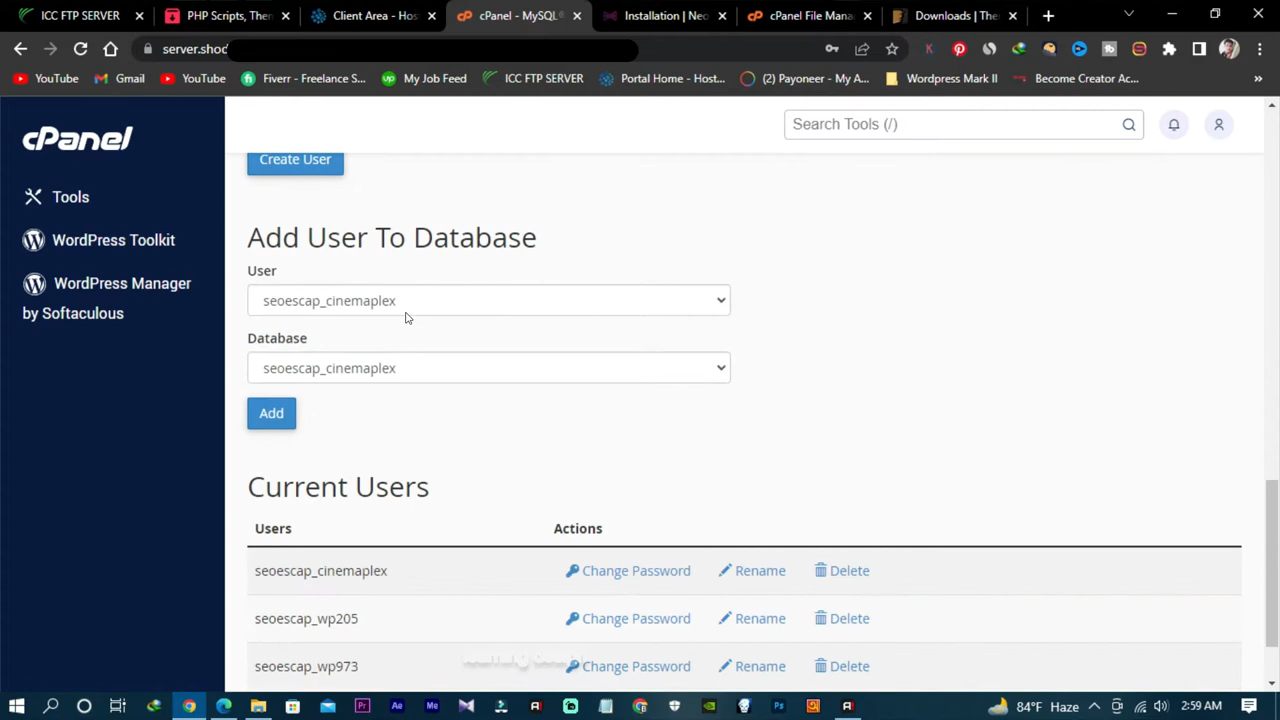 ICC FTP SERVER
PHP Scripts, Then
Client Area - Hos
cPanel - MySQL®
Installation | Neo
cPanel File Mana
Downloads | The
server.shod
YouTube
Gmail
YouTube
Fiverr - Freelance S...
My Job Feed
ICC FTP SERVER
Portal Home - Host...
(2) Payoneer - My A...
Wordpress Mark II
Become Creator Ac...
cPanel
Search Tools (/)
Tools
WordPress Toolkit
WordPress Manager
by Softaculous
Create User
Add User To Database
User
seoescap_cinemaplex
Database
seoescap_cinemaplex
Add
Current Users
Users Actions
seoescap_cinemaplex Change Password Rename Delete
seoescap_wp205 Change Password Rename Delete
seoescap_wp973 Change Password Rename Delete
84°F Haze
2:59 AM